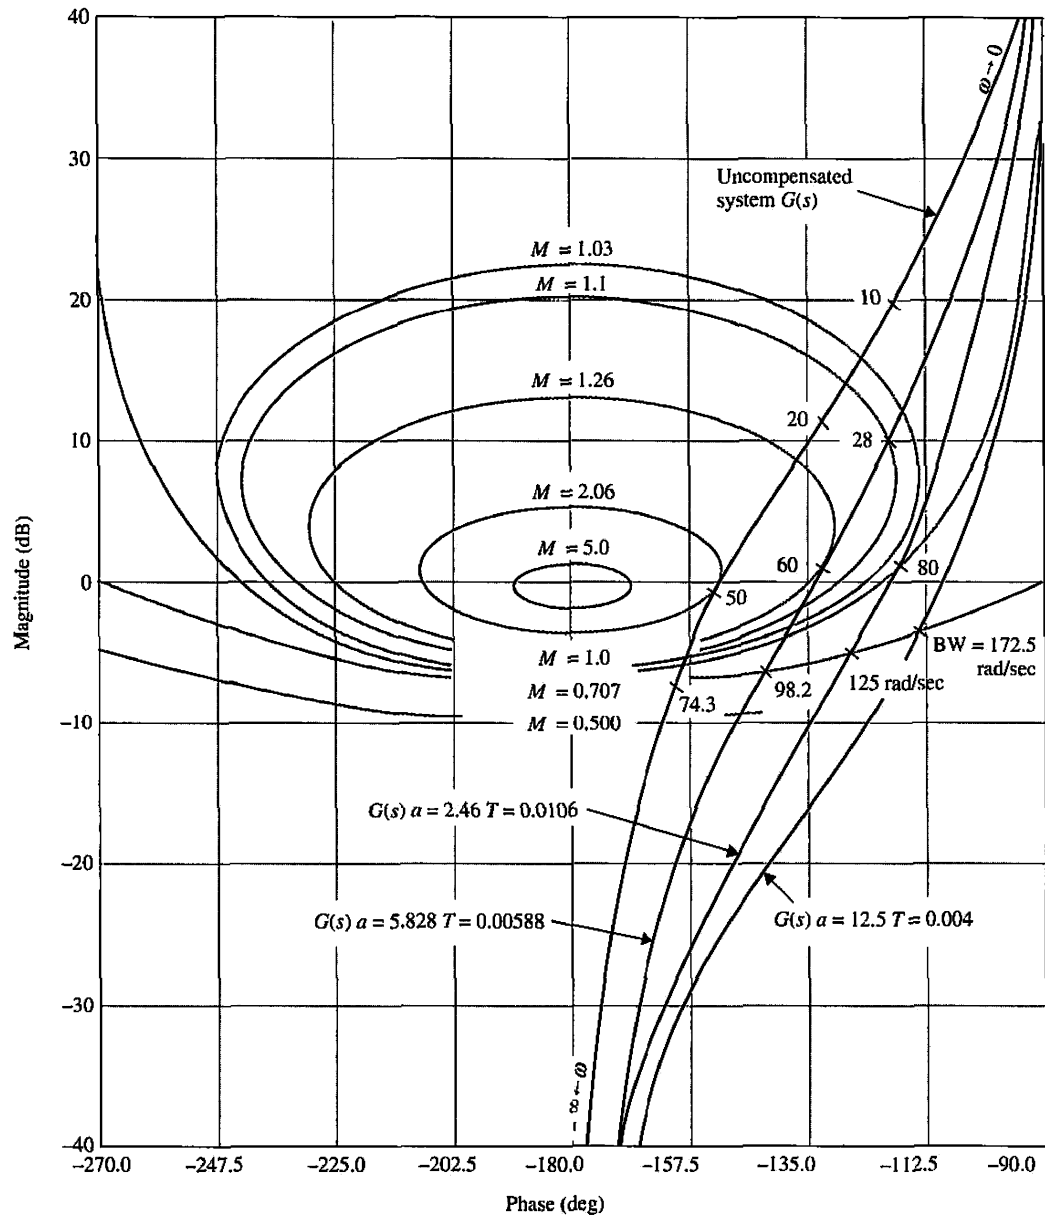 40
ω → 0
30
Uncompensated
system G(s)
M = 1.03
M = 1.1
20
10
M = 1.26
20
28
10
M = 2.06
M = 5.0
60
80
0
50
Magnitude (dB)
M = 1.0
BW = 172.5
rad/sec
M = 0.707
98.2
125 rad/sec
74.3
M = 0.500
−10
G(s) a = 2.46 T = 0.0106
−20
G(s) a = 5.828 T = 0.00588
G(s) a = 12.5 T = 0.004
−30
∞ ← ω
−40
−270.0 −247.5 −225.0 −202.5 −180.0 −157.5 −135.0 −112.5 −90.0
Phase (deg)